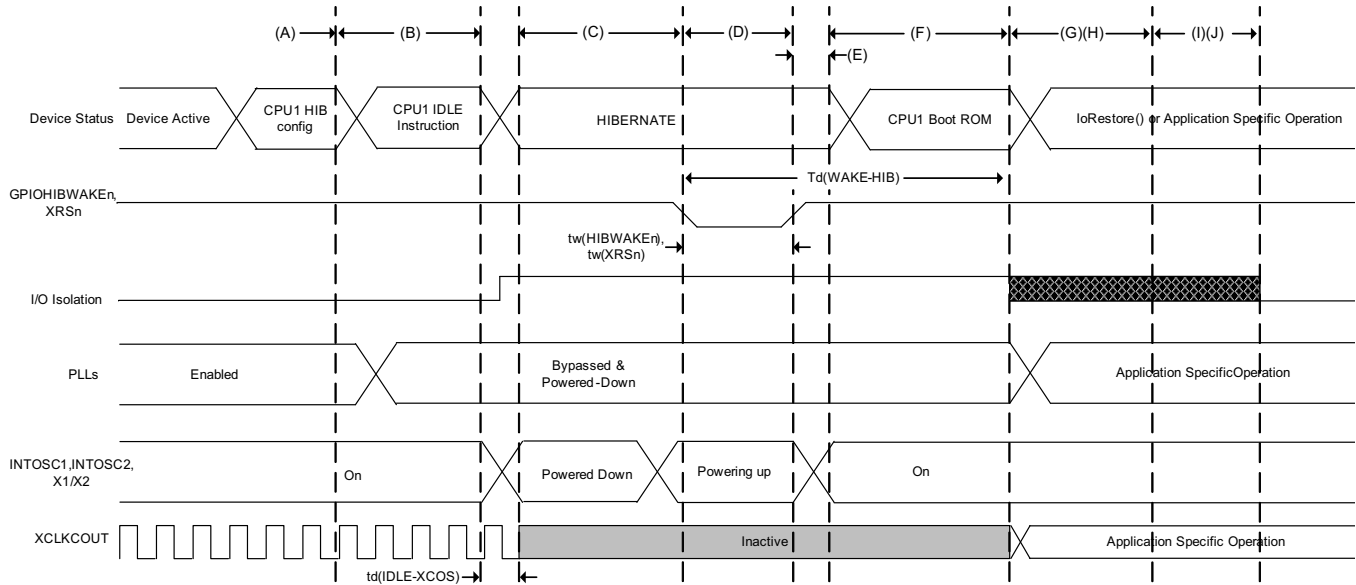 (A)
(B)
(C)
(D)
(E)
(F)
(G)(H)
(I)(J)
Device Status
Device Active
CPU1 HIB
config
CPU1 IDLE
Instruction
HIBERNATE
CPU1 Boot ROM
IoRestore() or Application Specific Operation
Td(WAKE-HIB)
GPIOHIBWAKEn,
XRSn
tw(HIBWAKEn),
tw(XRSn)
I/O Isolation
PLLs
Enabled
Bypassed &
Powered-Down
Application SpecificOperation
INTOSC1,INTOSC2,
X1/X2
On
Powered Down
Powering up
On
XCLKCOUT
Inactive
Application Specific Operation
td(IDLE-XCOS)